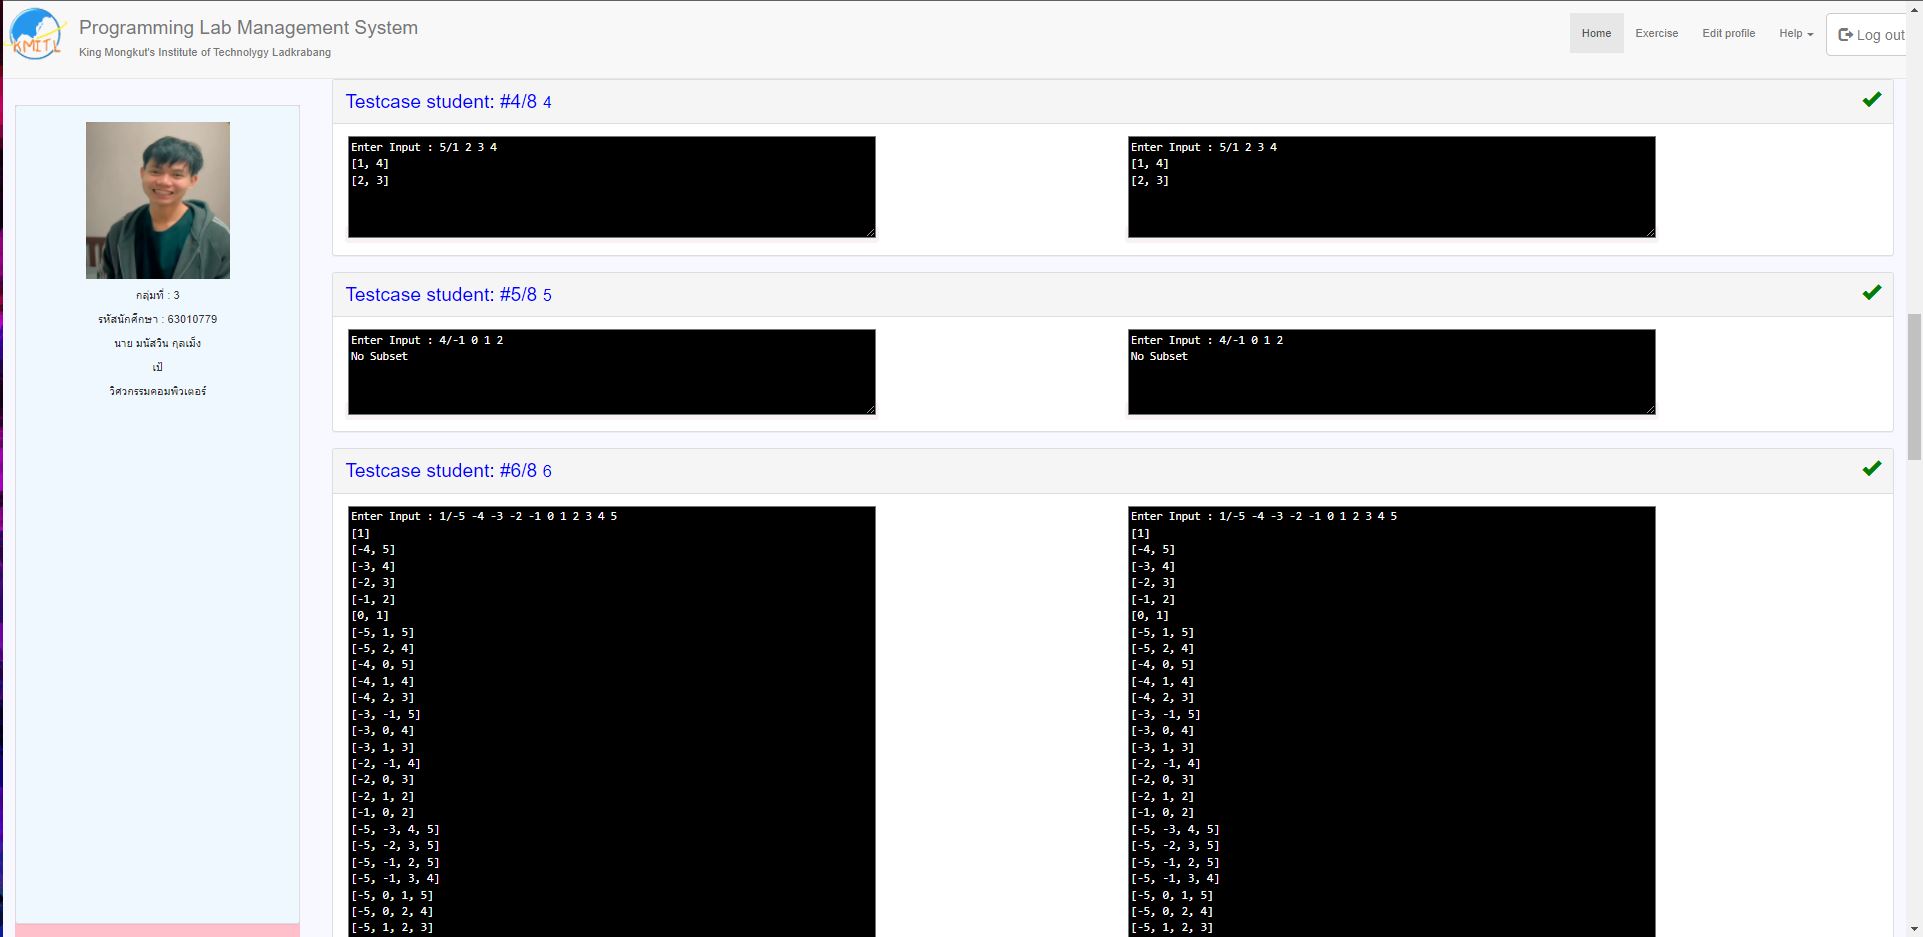 KMITL
Programming Lab Management System
King Mongkut's Institute of Technolygy Ladkrabang
Home
Exercise
Edit profile
Help
Log out
กลุ่มที่ : 3
รหัสนักศึกษา : 63010779
นาย มนัสวิน กุลเม็ง
เป้
วิศวกรรมคอมพิวเตอร์
Testcase student: #4/8 4
Enter Input : 5/1 2 3 4
[1, 4]
[2, 3]
Enter Input : 5/1 2 3 4
[1, 4]
[2, 3]
Testcase student: #5/8 5
Enter Input : 4/-1 0 1 2
No Subset
Enter Input : 4/-1 0 1 2
No Subset
Testcase student: #6/8 6
Enter Input : 1/-5 -4 -3 -2 -1 0 1 2 3 4 5
[1]
[-4, 5]
[-3, 4]
[-2, 3]
[-1, 2]
[0, 1]
[-5, 1, 5]
[-5, 2, 4]
[-4, 0, 5]
[-4, 1, 4]
[-4, 2, 3]
[-3, -1, 5]
[-3, 0, 4]
[-3, 1, 3]
[-2, -1, 4]
[-2, 0, 3]
[-2, 1, 2]
[-1, 0, 2]
[-5, -3, 4, 5]
[-5, -2, 3, 5]
[-5, -1, 2, 5]
[-5, -1, 3, 4]
[-5, 0, 1, 5]
[-5, 0, 2, 4]
[-5, 1, 2, 3]
Enter Input : 1/-5 -4 -3 -2 -1 0 1 2 3 4 5
[1]
[-4, 5]
[-3, 4]
[-2, 3]
[-1, 2]
[0, 1]
[-5, 1, 5]
[-5, 2, 4]
[-4, 0, 5]
[-4, 1, 4]
[-4, 2, 3]
[-3, -1, 5]
[-3, 0, 4]
[-3, 1, 3]
[-2, -1, 4]
[-2, 0, 3]
[-2, 1, 2]
[-1, 0, 2]
[-5, -3, 4, 5]
[-5, -2, 3, 5]
[-5, -1, 2, 5]
[-5, -1, 3, 4]
[-5, 0, 1, 5]
[-5, 0, 2, 4]
[-5, 1, 2, 3]